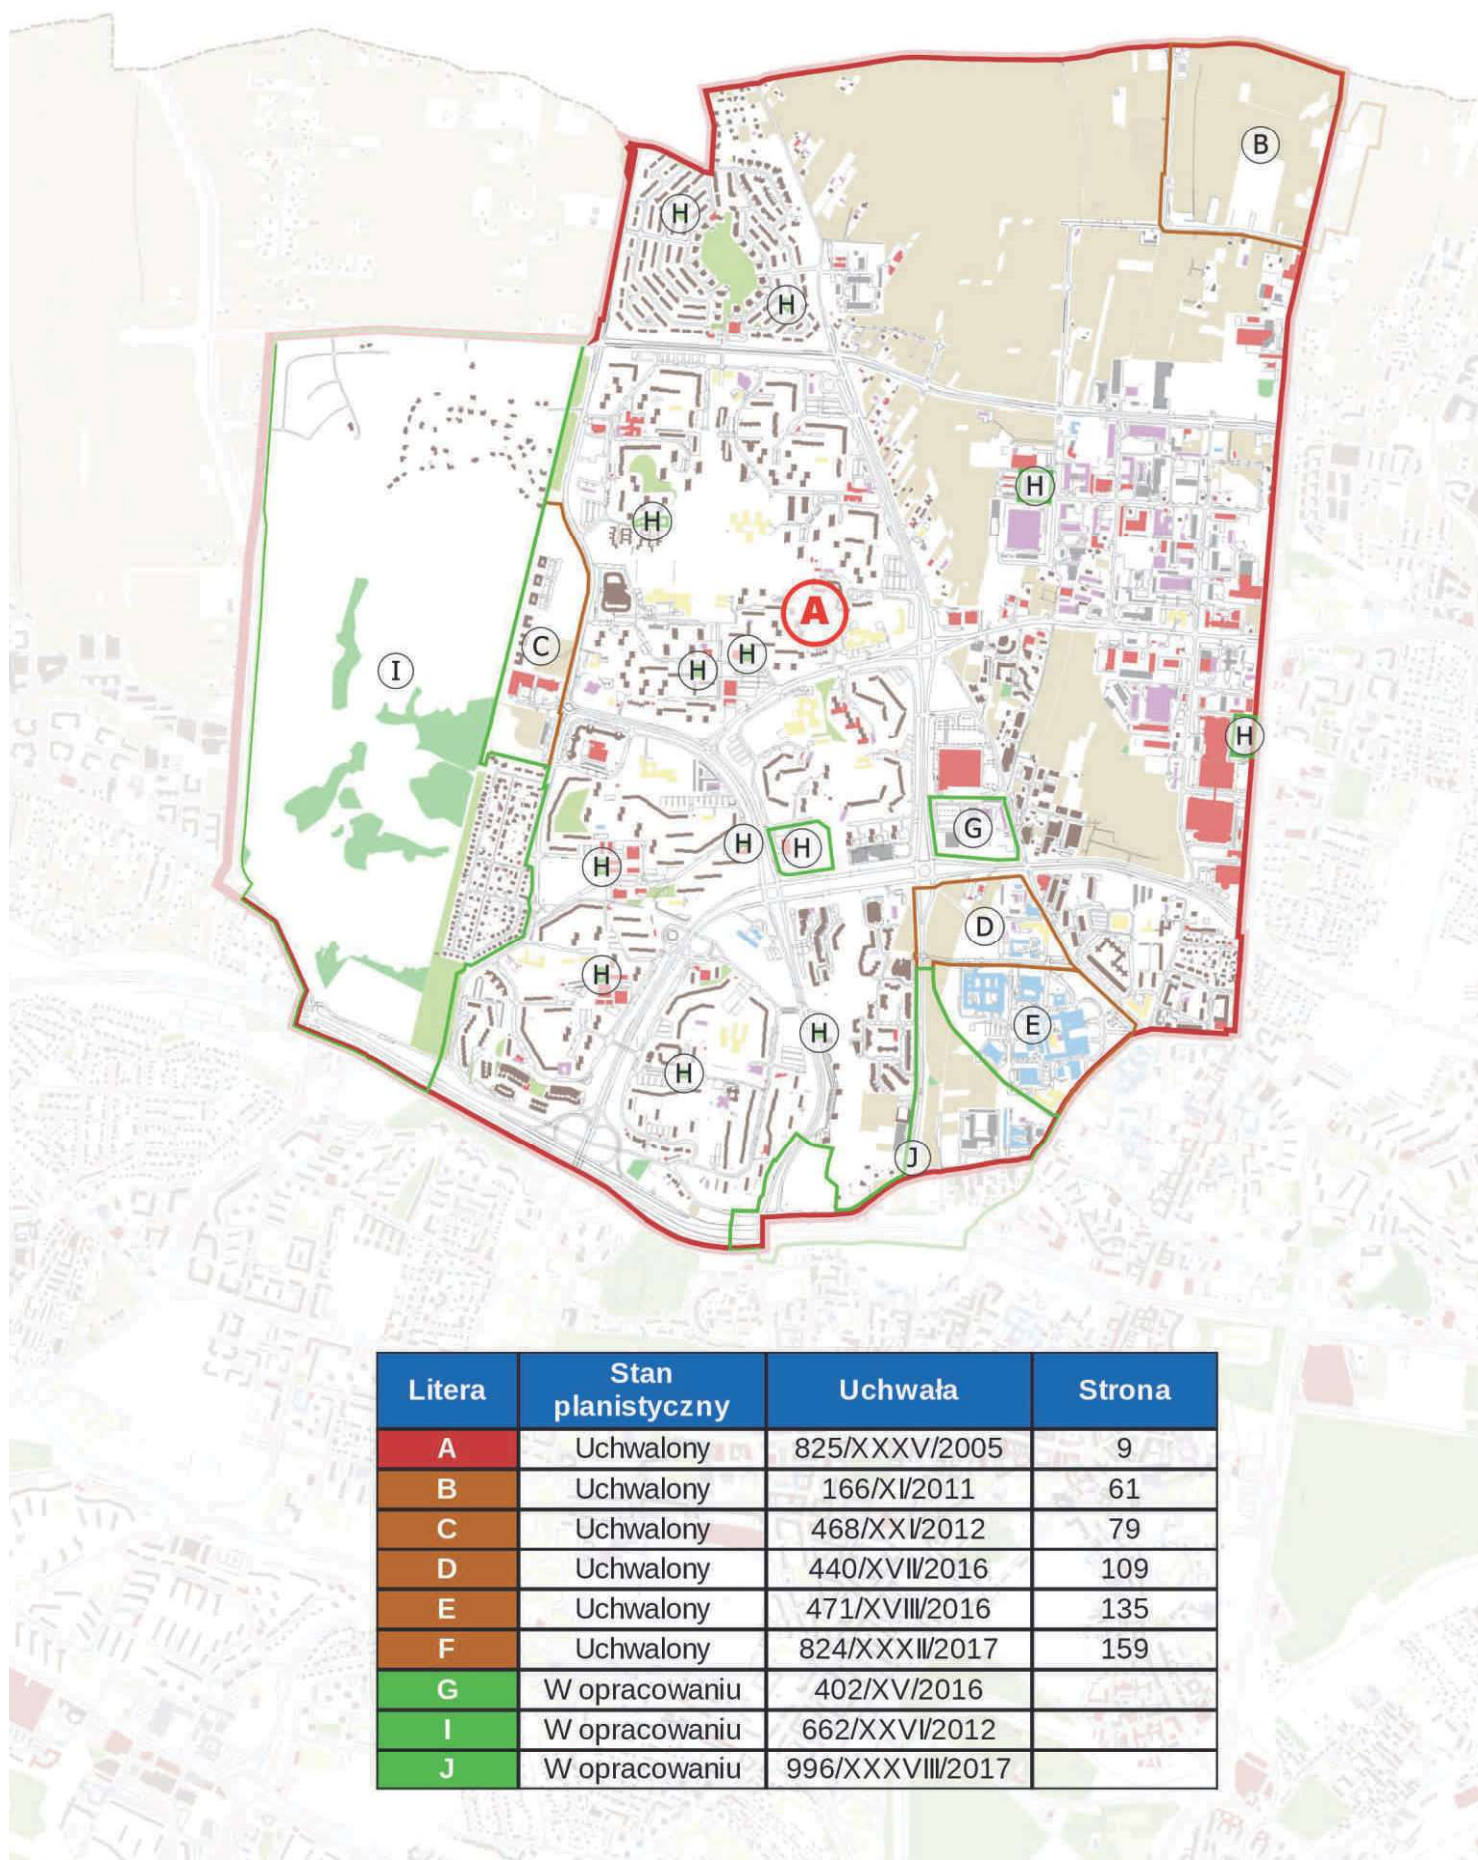 B
H
H
H
H
A
C
H
H
I
H
G
H
H
H
D
H
E
H
H
J
Litera Stan planistyczny Uchwała Strona
A Uchwalony 825/XXXV/2005 9
B Uchwalony 166/XI/2011 61
C Uchwalony 468/XXI/2012 79
D Uchwalony 440/XVII/2016 109
E Uchwalony 471/XVIII/2016 135
F Uchwalony 824/XXXII/2017 159
G W opracowaniu 402/XV/2016
I W opracowaniu 662/XXVI/2012
J W opracowaniu 996/XXXVIII/2017